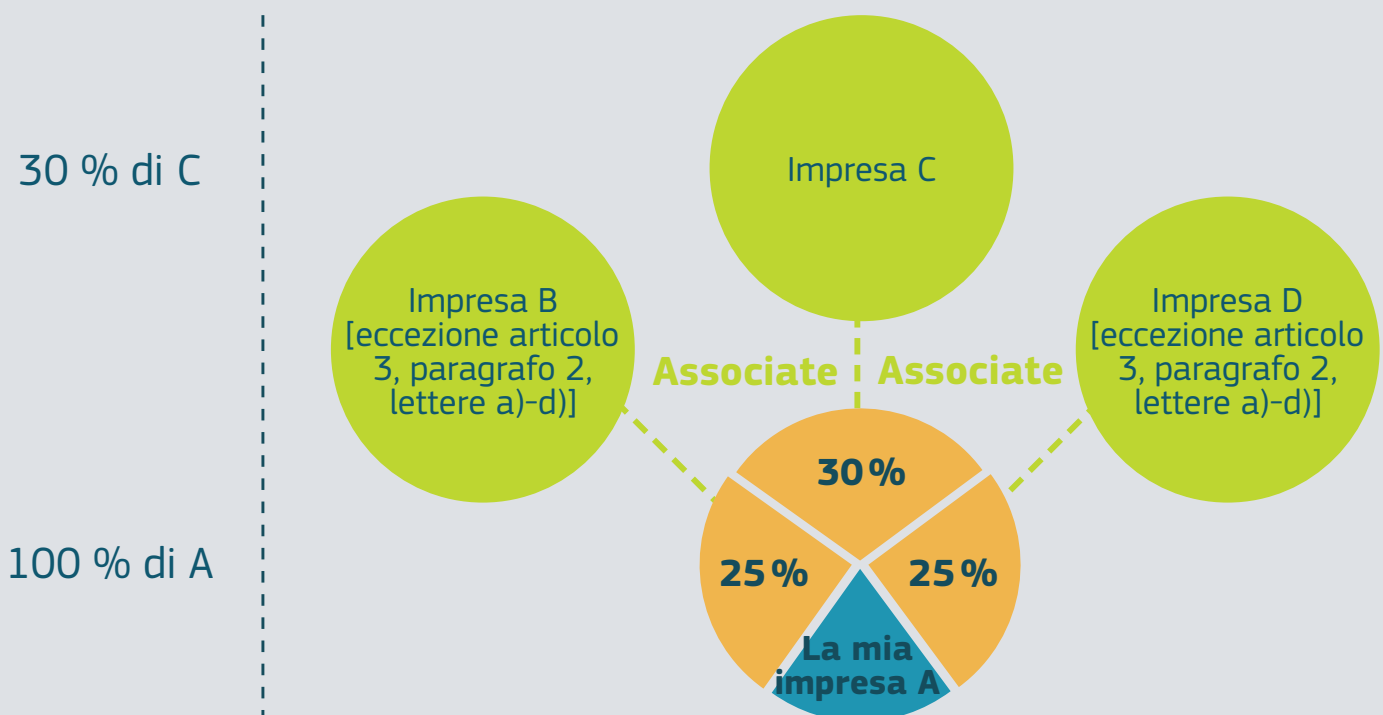 30 % di C
Impresa C
Impresa B
[eccezione articolo
3, paragrafo 2,
lettere a)-d)]
Impresa D
[eccezione articolo
3, paragrafo 2,
lettere a)-d)]
Associate
Associate
30 %
100 % di A
25 %
25 %
La mia
impresa A